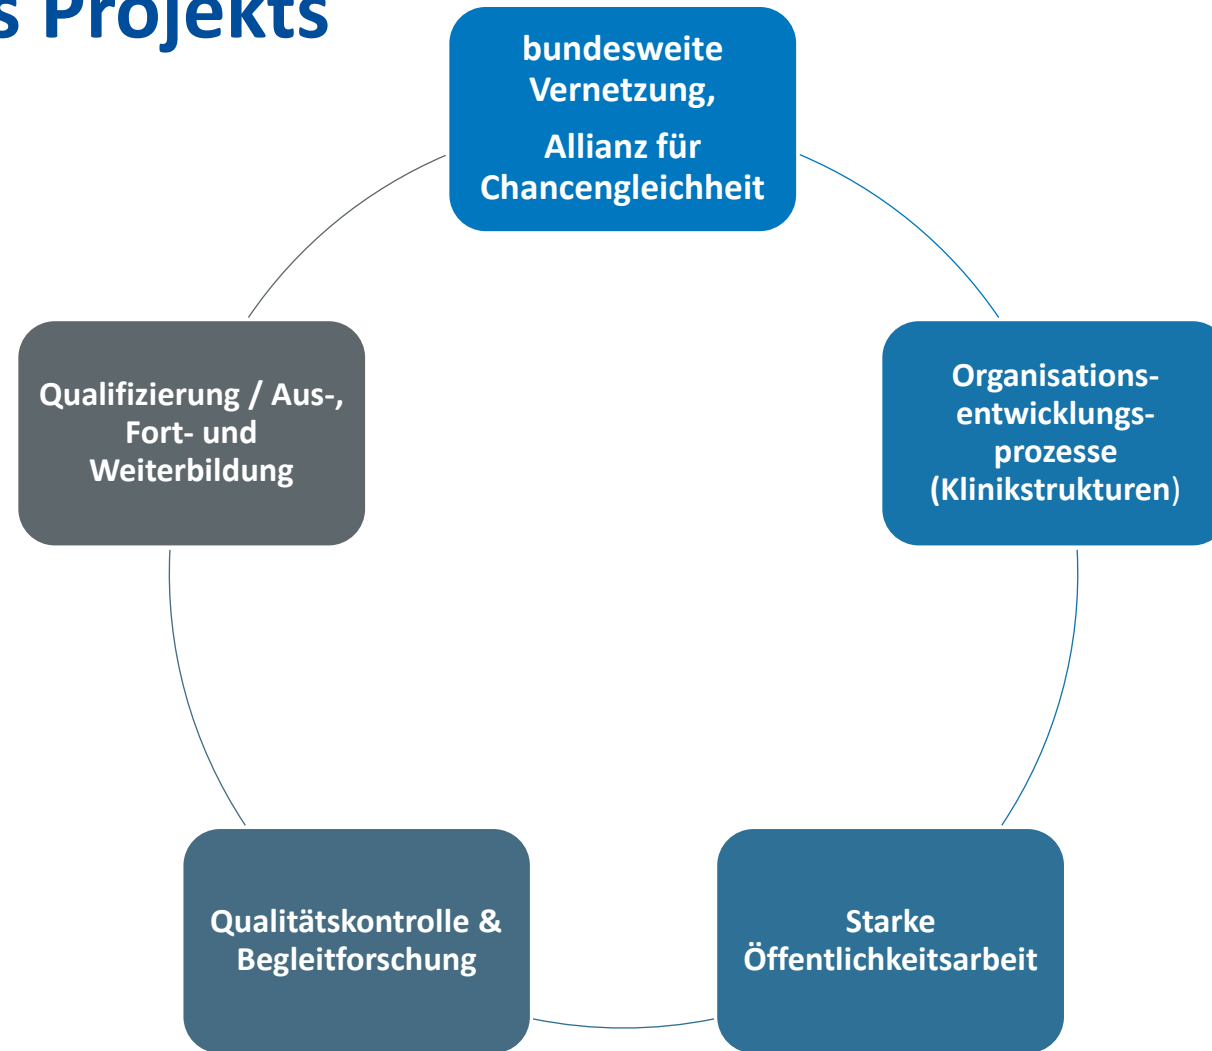 s Projekts
bundesweite
Vernetzung,
Allianz für
Chancengleichheit
Organisations-
entwicklungs-
prozesse
(Klinikstrukturen)
Starke
Öffentlichkeitsarbeit
Qualitätskontrolle &
Begleitforschung
Qualifizierung / Aus-,
Fort- und
Weiterbildung